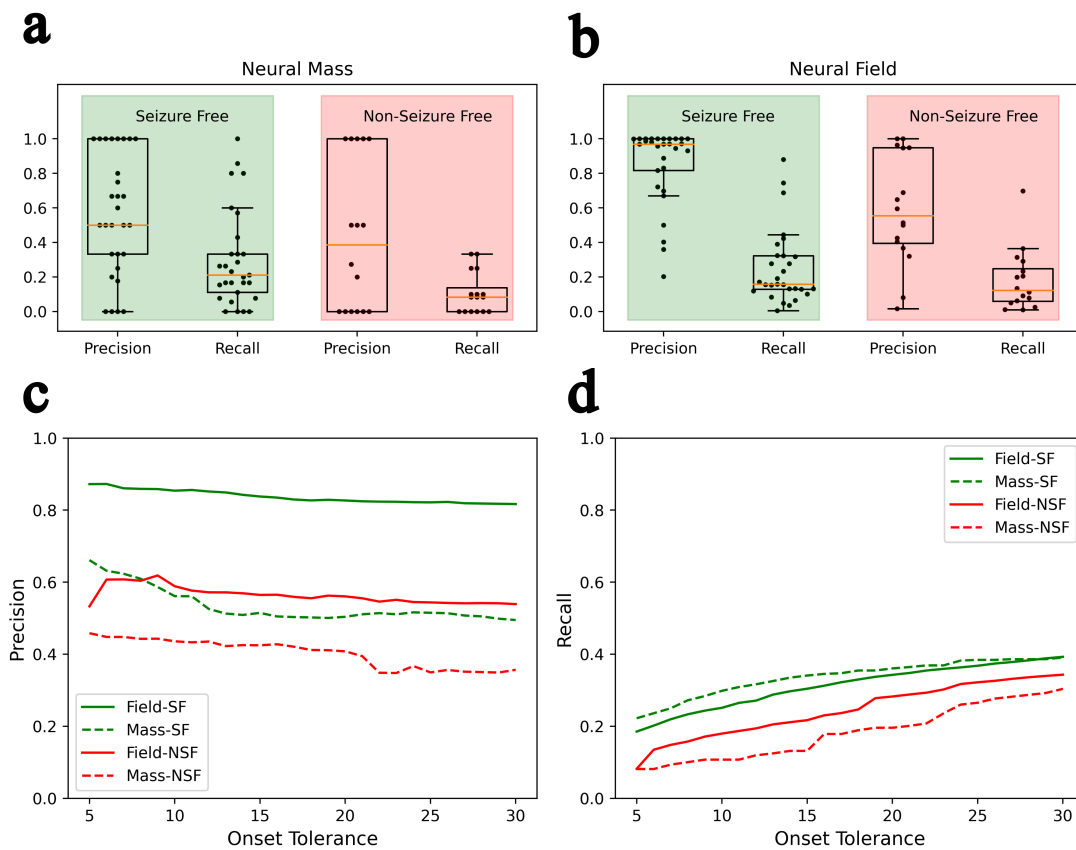 a
Neural Mass
Seizure Free
Non-Seizure Free
1.0
0.8
0.6
0.4
0.2
0.0
Precision
Recall
Precision
Recall
b
Neural Field
Seizure Free
Non-Seizure Free
1.0
0.8
0.6
0.4
0.2
0.0
Precision
Recall
Precision
Recall
c
Precision
1.0
0.8
0.6
0.4
0.2
0.0
Field-SF
Mass-SF
Field-NSF
Mass-NSF
5 10 15 20 25 30
Onset Tolerance
d
Recall
1.0
0.8
0.6
0.4
0.2
0.0
Field-SF
Mass-SF
Field-NSF
Mass-NSF
5 10 15 20 25 30
Onset Tolerance